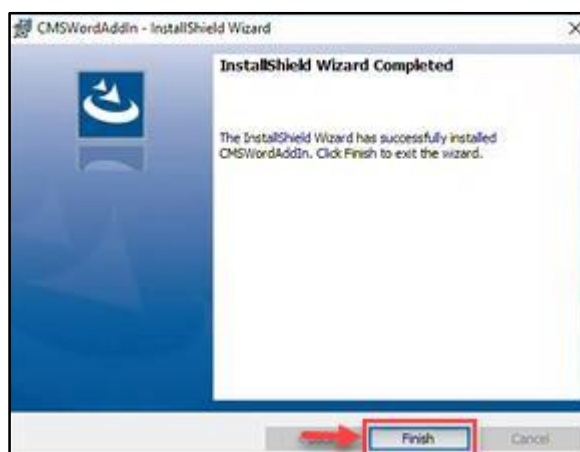 CMSWordAddIn - InstallShield Wizard
InstallShield Wizard Completed
The InstallShield Wizard has successfully installed
CMSWordAddIn. Click Finish to exit the wizard.
Finish
Cancel